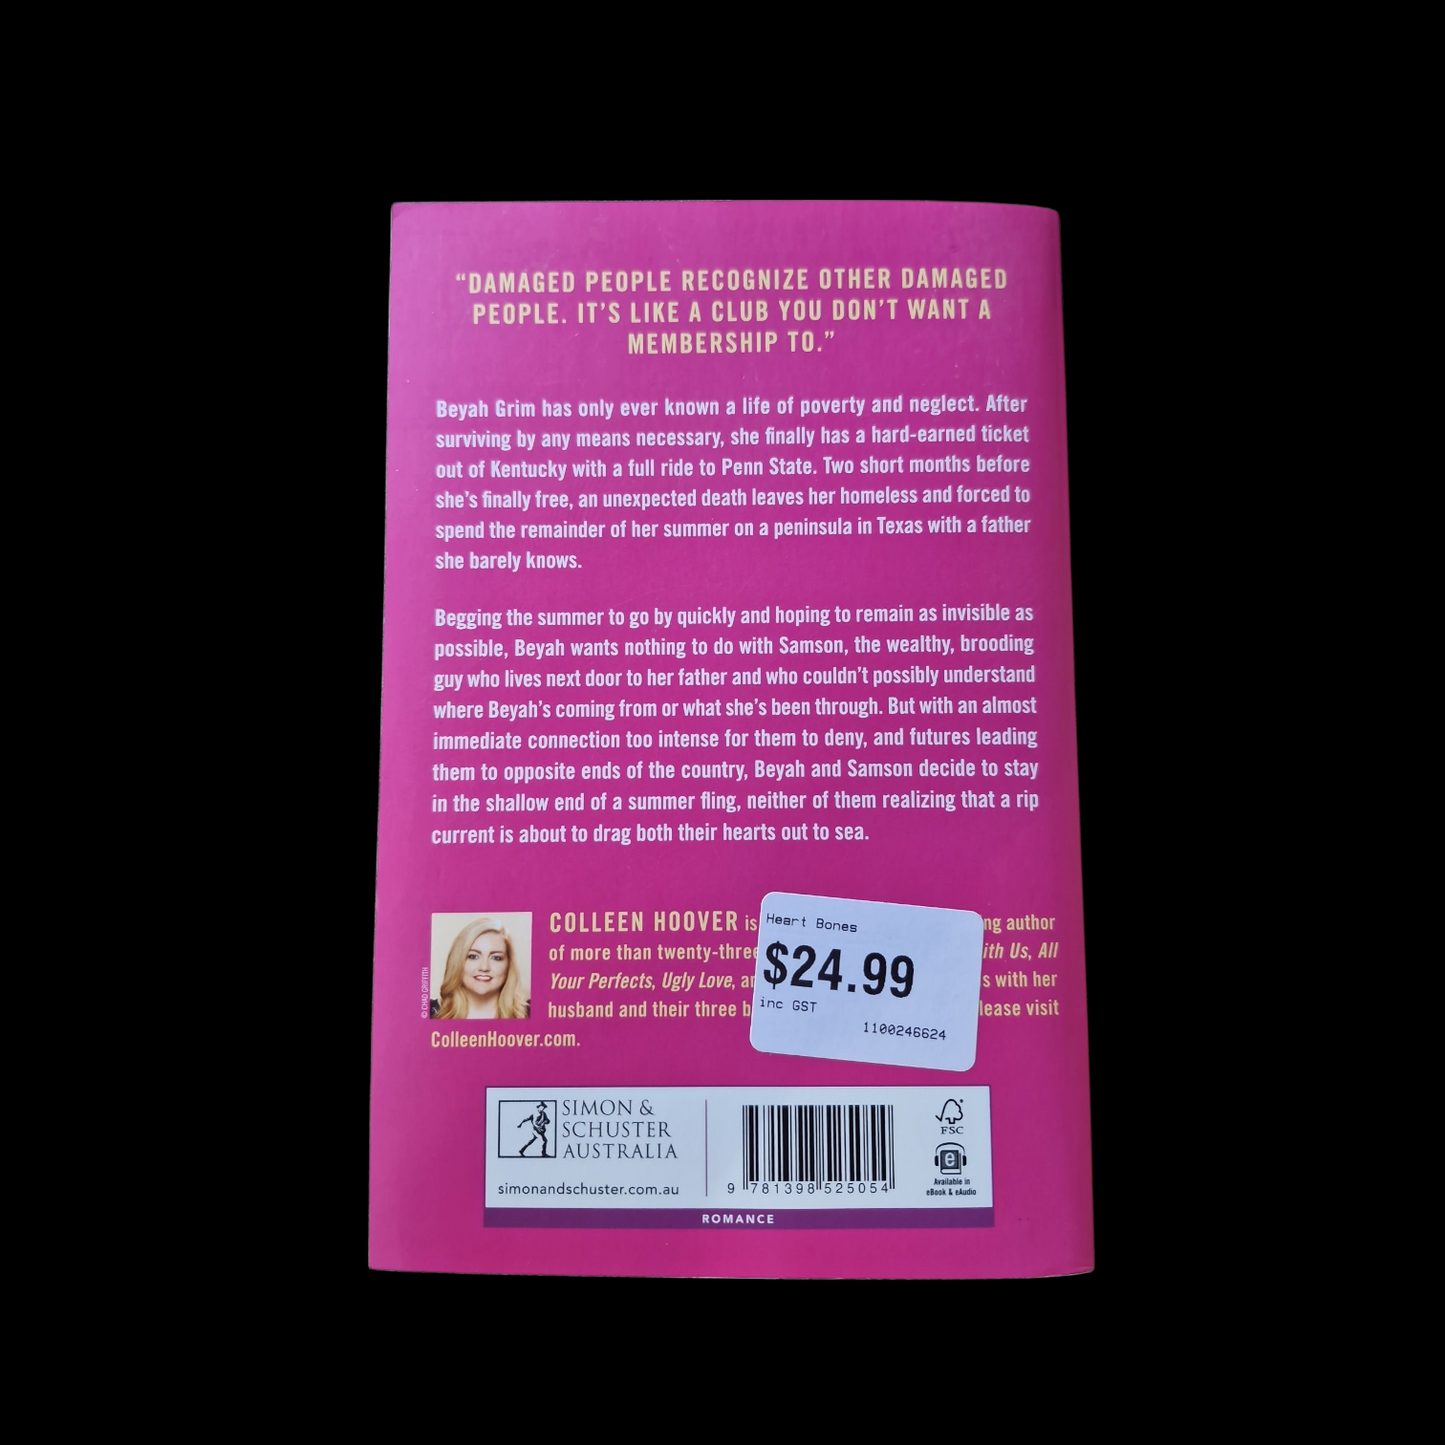 “DAMAGED PEOPLE RECOGNIZE OTHER DAMAGED
PEOPLE. IT’S LIKE A CLUB YOU DON’T WANT A
MEMBERSHIP TO.”
Beyah Grim has only ever known a life of poverty and neglect. After
surviving by any means necessary, she finally has a hard-earned ticket
out of Kentucky with a full ride to Penn State. Two short months before
she’s finally free, an unexpected death leaves her homeless and forced to
spend the remainder of her summer on a peninsula in Texas with a father
she barely knows.
Begging the summer to go by quickly and hoping to remain as invisible as
possible, Beyah wants nothing to do with Samson, the wealthy, brooding
guy who lives next door to her father and who couldn’t possibly understand
where Beyah’s coming from or what she’s been through. But with an almost
immediate connection too intense for them to deny, and futures leading
them to opposite ends of the country, Beyah and Samson decide to stay
in the shallow end of a summer fling, neither of them realizing that a rip
current is about to drag both their hearts out to sea.
© CHAD GRIFFITH
COLLEEN HOOVER is author
of more than twenty-three Us, All
Your Perfects, Ugly Love, with her
husband and their three visit
ColleenHoover.com.
Heart Bones
$24.99
inc GST
1100246624
SIMON &
SCHUSTER
AUSTRALIA
simonandschuster.com.au
9 781398 525054
FSC
e
Available in
eBook & eAudio
ROMANCE